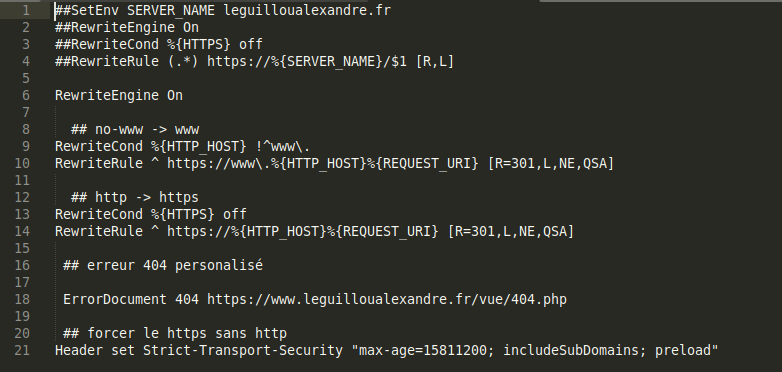 1 ##SetEnv SERVER_NAME leguilloualexandre.fr
2 ##RewriteEngine On
3 ##RewriteCond %{HTTPS} off
4 ##RewriteRule (.*) https://%{SERVER_NAME}/$1 [R,L]
5
6 RewriteEngine On
7
8 ## no-www -> www
9 RewriteCond %{HTTP_HOST} !^www\.
10 RewriteRule ^ https://www\.%{HTTP_HOST}%{REQUEST_URI} [R=301,L,NE,QSA]
11
12 ## http -> https
13 RewriteCond %{HTTPS} off
14 RewriteRule ^ https://%{HTTP_HOST}%{REQUEST_URI} [R=301,L,NE,QSA]
15
16 ## erreur 404 personalisé
17
18 ErrorDocument 404 https://www.leguilloualexandre.fr/vue/404.php
19
20 ## forcer le https sans http
21 Header set Strict-Transport-Security "max-age=15811200; includeSubDomains; preload"